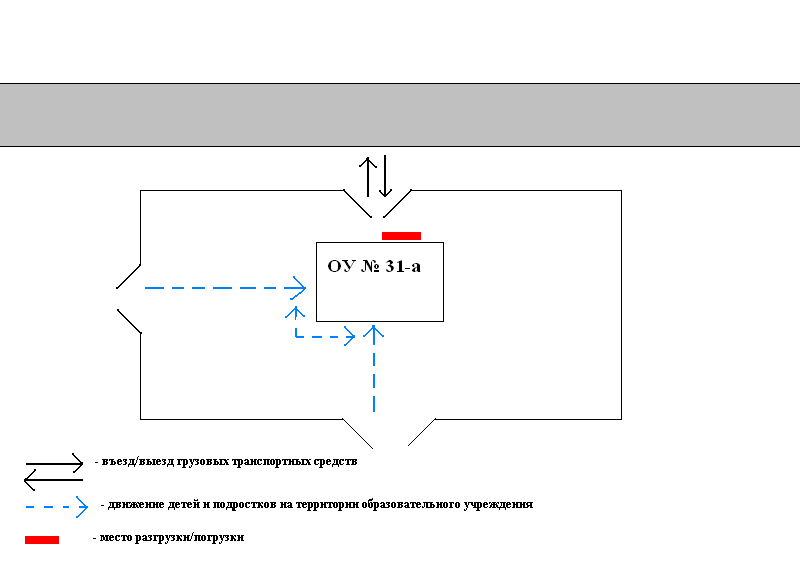 ОУ № 31-а
- въезд/выезд грузовых транспортных средств
- движение детей и подростков на территории образовательного учреждения
- место разгрузки/погрузки